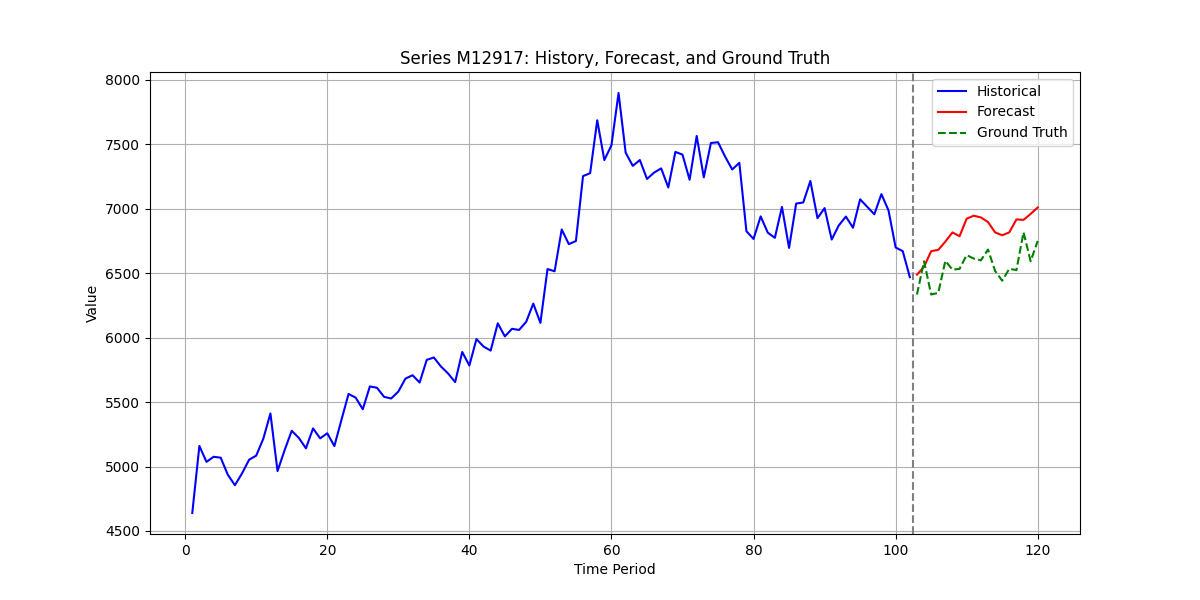 Series M12917: History, Forecast, and Ground Truth
8000
7500
7000
6500
6000
5500
5000
4500
Value
0
20
40
60
80
100
120
Time Period
Historical
Forecast
Ground Truth